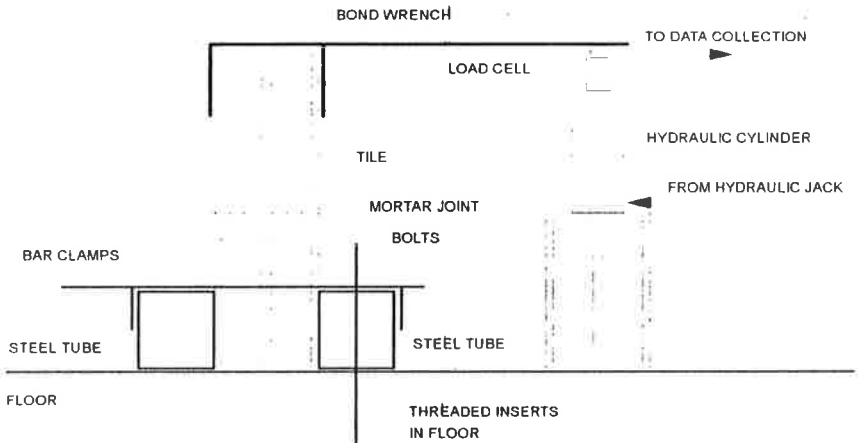 BOND WRENCH
TO DATA COLLECTION
LOAD CELL
HYDRAULIC CYLINDER
TILE
FROM HYDRAULIC JACK
MORTAR JOINT
BOLTS
BAR CLAMPS
STEEL TUBE
STEEL TUBE
FLOOR
THREADED INSERTS
IN FLOOR